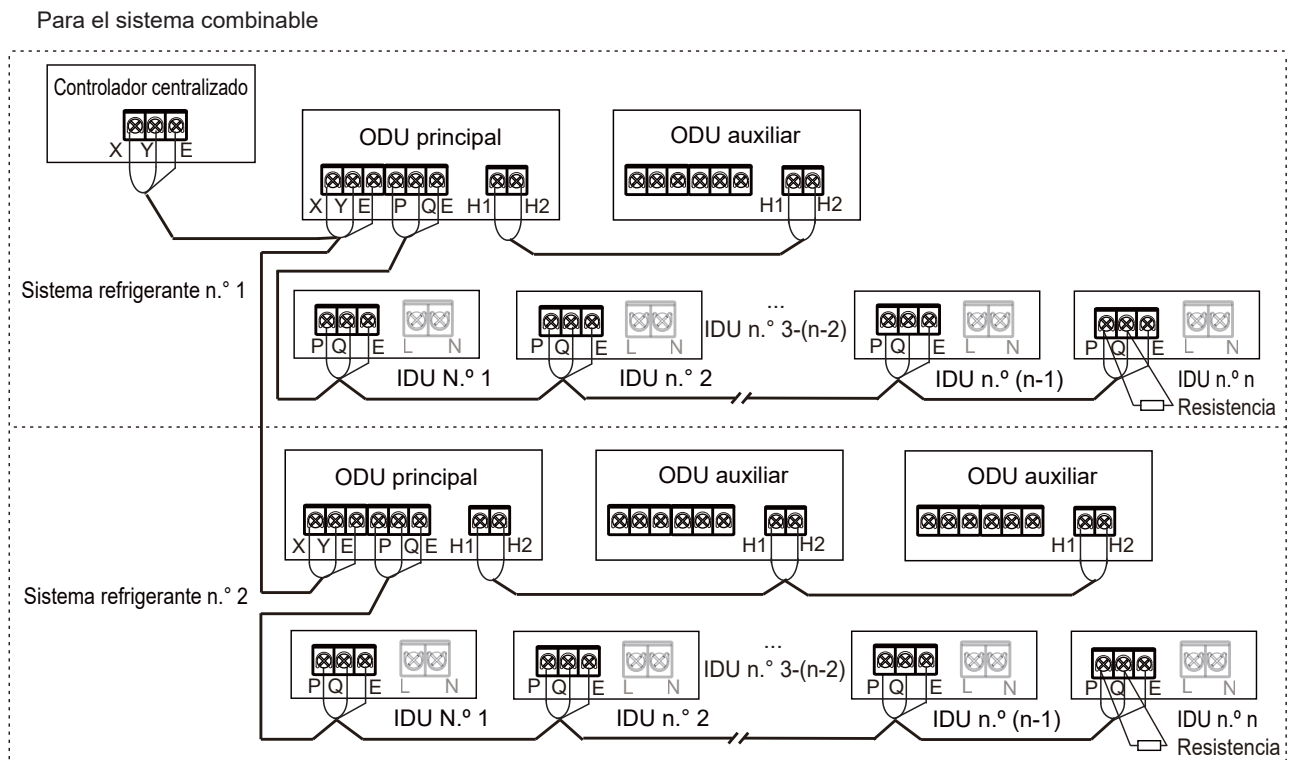 Para el sistema combinable
Controlador centralizado
X Y E
ODU principal
X Y E P Q E H1 H2
ODU auxiliar
H1 H2
Sistema refrigerante n.° 1
P Q E L N
IDU N.º 1
P Q E L N
IDU n.° 2
...
IDU n.° 3-(n-2)
P Q E L N
IDU n.º (n-1)
P Q E L N
IDU n.º n
Resistencia
ODU principal
X Y E P Q E H1 H2
ODU auxiliar
H1 H2
ODU auxiliar
H1 H2
Sistema refrigerante n.° 2
P Q E L N
IDU N.º 1
P Q E L N
IDU n.° 2
...
IDU n.° 3-(n-2)
P Q E L N
IDU n.º (n-1)
P Q E L N
IDU n.º n
Resistencia